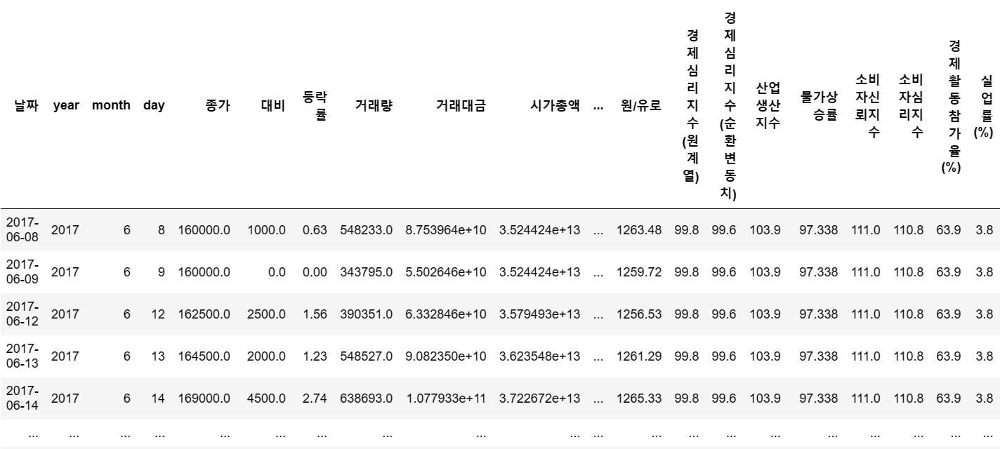 날짜 year month day 종가 대비 등락률 거래량 거래대금 시가총액 ... 원/유로 경제심리지수(원계열) 경제심리지수(순환변동치) 산업생산지수 물가상승률 소비자신뢰지수 소비자심리지수 경제활동참가율(%) 실업률(%)
2017-06-08 2017 6 8 160000.0 1000.0 0.63 548233.0 8.753964e+10 3.524424e+13 ... 1263.48 99.8 99.6 103.9 97.338 111.0 110.8 63.9 3.8
2017-06-09 2017 6 9 160000.0 0.0 0.00 343795.0 5.502646e+10 3.524424e+13 ... 1259.72 99.8 99.6 103.9 97.338 111.0 110.8 63.9 3.8
2017-06-12 2017 6 12 162500.0 2500.0 1.56 390351.0 6.332846e+10 3.579493e+13 ... 1256.53 99.8 99.6 103.9 97.338 111.0 110.8 63.9 3.8
2017-06-13 2017 6 13 164500.0 2000.0 1.23 548527.0 9.082350e+10 3.623548e+13 ... 1261.29 99.8 99.6 103.9 97.338 111.0 110.8 63.9 3.8
2017-06-14 2017 6 14 169000.0 4500.0 2.74 638693.0 1.077933e+11 3.722672e+13 ... 1265.33 99.8 99.6 103.9 97.338 111.0 110.8 63.9 3.8
... ... ... ... ... ... ... ... ... ... ... ... ... ... ... ... ... ... ... ...